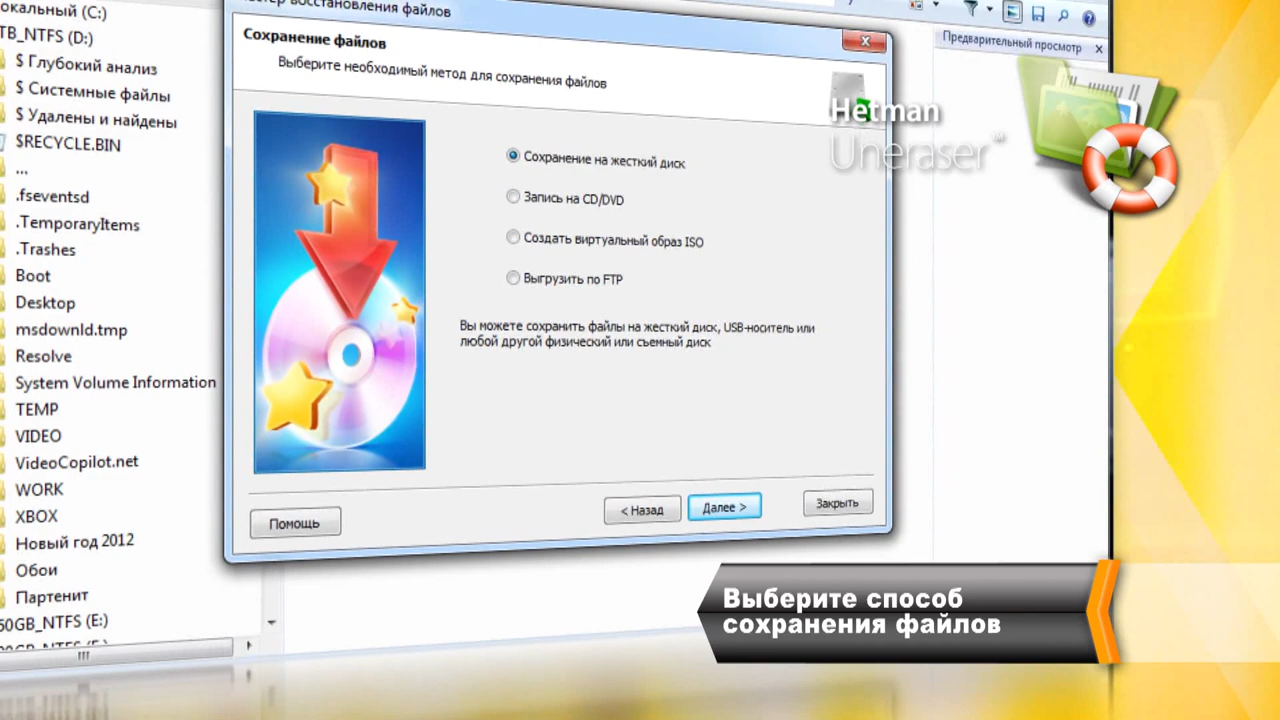 окальный (C:)
TB_NTFS (D:)
$ Глубокий анализ
$ Системные файлы
$ Удалены и найдены
$RECYCLE.BIN
...
.fseventsd
.TemporaryItems
.Trashes
Boot
Desktop
msdownld.tmp
Resolve
System Volume Information
TEMP
VIDEO
VideoCopilot.net
WORK
XBOX
Новый год 2012
Обои
Партенит
50GB_NTFS (E:)
восстановления файлов
Сохранение файлов
Выберите необходимый метод для сохранения файлов
Сохранение на жесткий диск
Запись на CD/DVD
Создать виртуальный образ ISO
Выгрузить по FTP
Вы можете сохранить файлы на жесткий диск, USB-носитель или
любой другой физический или съемный диск
Помощь
< Назад
Далее >
Закрыть
Предварительный просмотр
Hetman
Uneraser™
Выберите способ
сохранения файлов